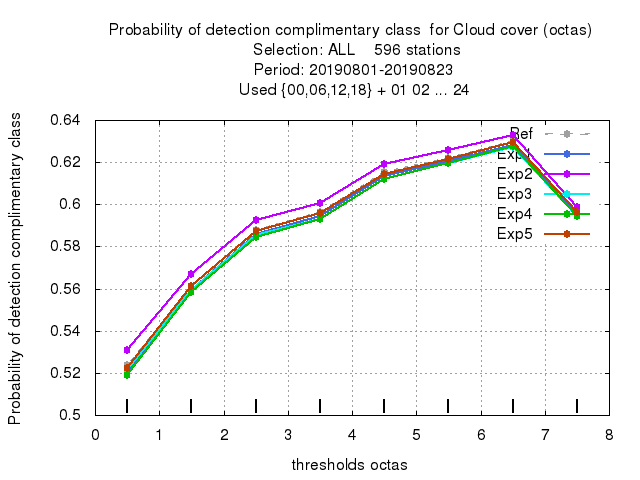 Probability of detection complimentary class  for Cloud cover (octas)
Selection: ALL    596 stations
Period: 20190801-20190823
Used {00,06,12,18} + 01 02 ... 24
Probability of detection complimentary class
0.64
0.62
0.6
0.58
0.56
0.54
0.52
0.5
Ref
Exp1
Exp2
Exp3
Exp4
Exp5
0 1 2 3 4 5 6 7 8
thresholds octas